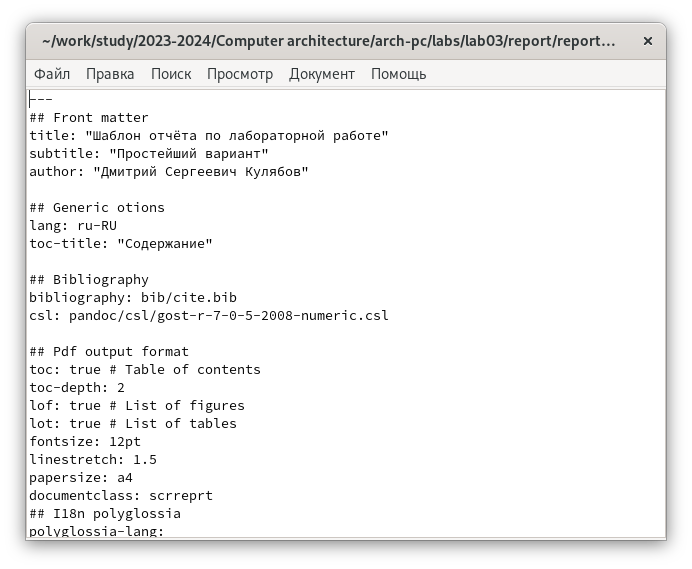 ~/work/study/2023-2024/Computer architecture/arch-pc/labs/lab03/report/report...
Файл Правка Поиск Просмотр Документ Помощь
---
## Front matter
title: "Шаблон отчёта по лабораторной работе"
subtitle: "Простейший вариант"
author: "Дмитрий Сергеевич Кулябов"
## Generic otions
lang: ru-RU
toc-title: "Содержание"
## Bibliography
bibliography: bib/cite.bib
csl: pandoc/csl/gost-r-7-0-5-2008-numeric.csl
## Pdf output format
toc: true # Table of contents
toc-depth: 2
lof: true # List of figures
lot: true # List of tables
fontsize: 12pt
linestretch: 1.5
papersize: a4
documentclass: scrreprt
## I18n polyglossia
polyglossia-lang: